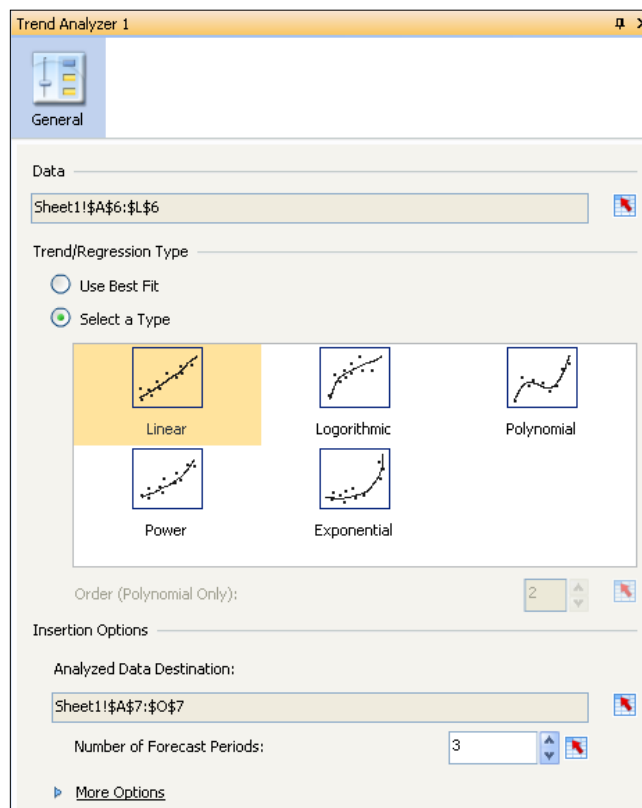 Trend Analyzer 1
General
Data
Sheet1!$A$6:$L$6
Trend/Regression Type
Use Best Fit
Select a Type
Linear
Logorithmic
Polynomial
Power
Exponential
Order (Polynomial Only):
2
Insertion Options
Analyzed Data Destination:
Sheet1!$A$7:$O$7
Number of Forecast Periods:
3
More Options